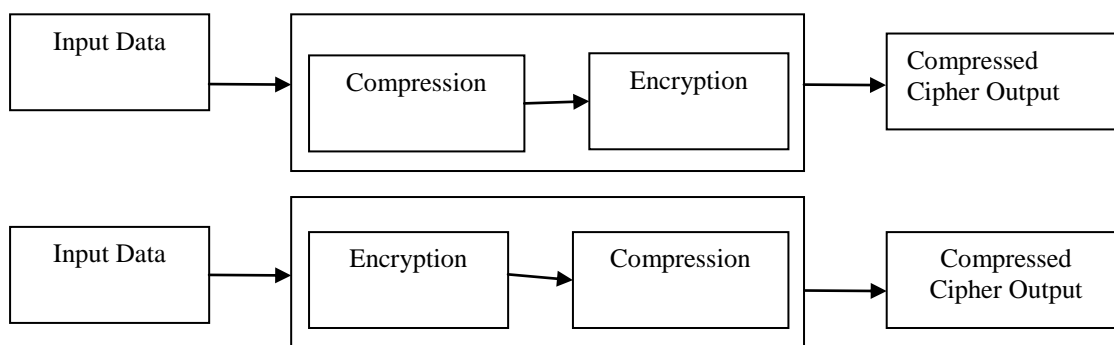 Input Data
Compression
Encryption
Compressed
Cipher Output
Input Data
Encryption
Compression
Compressed
Cipher Output